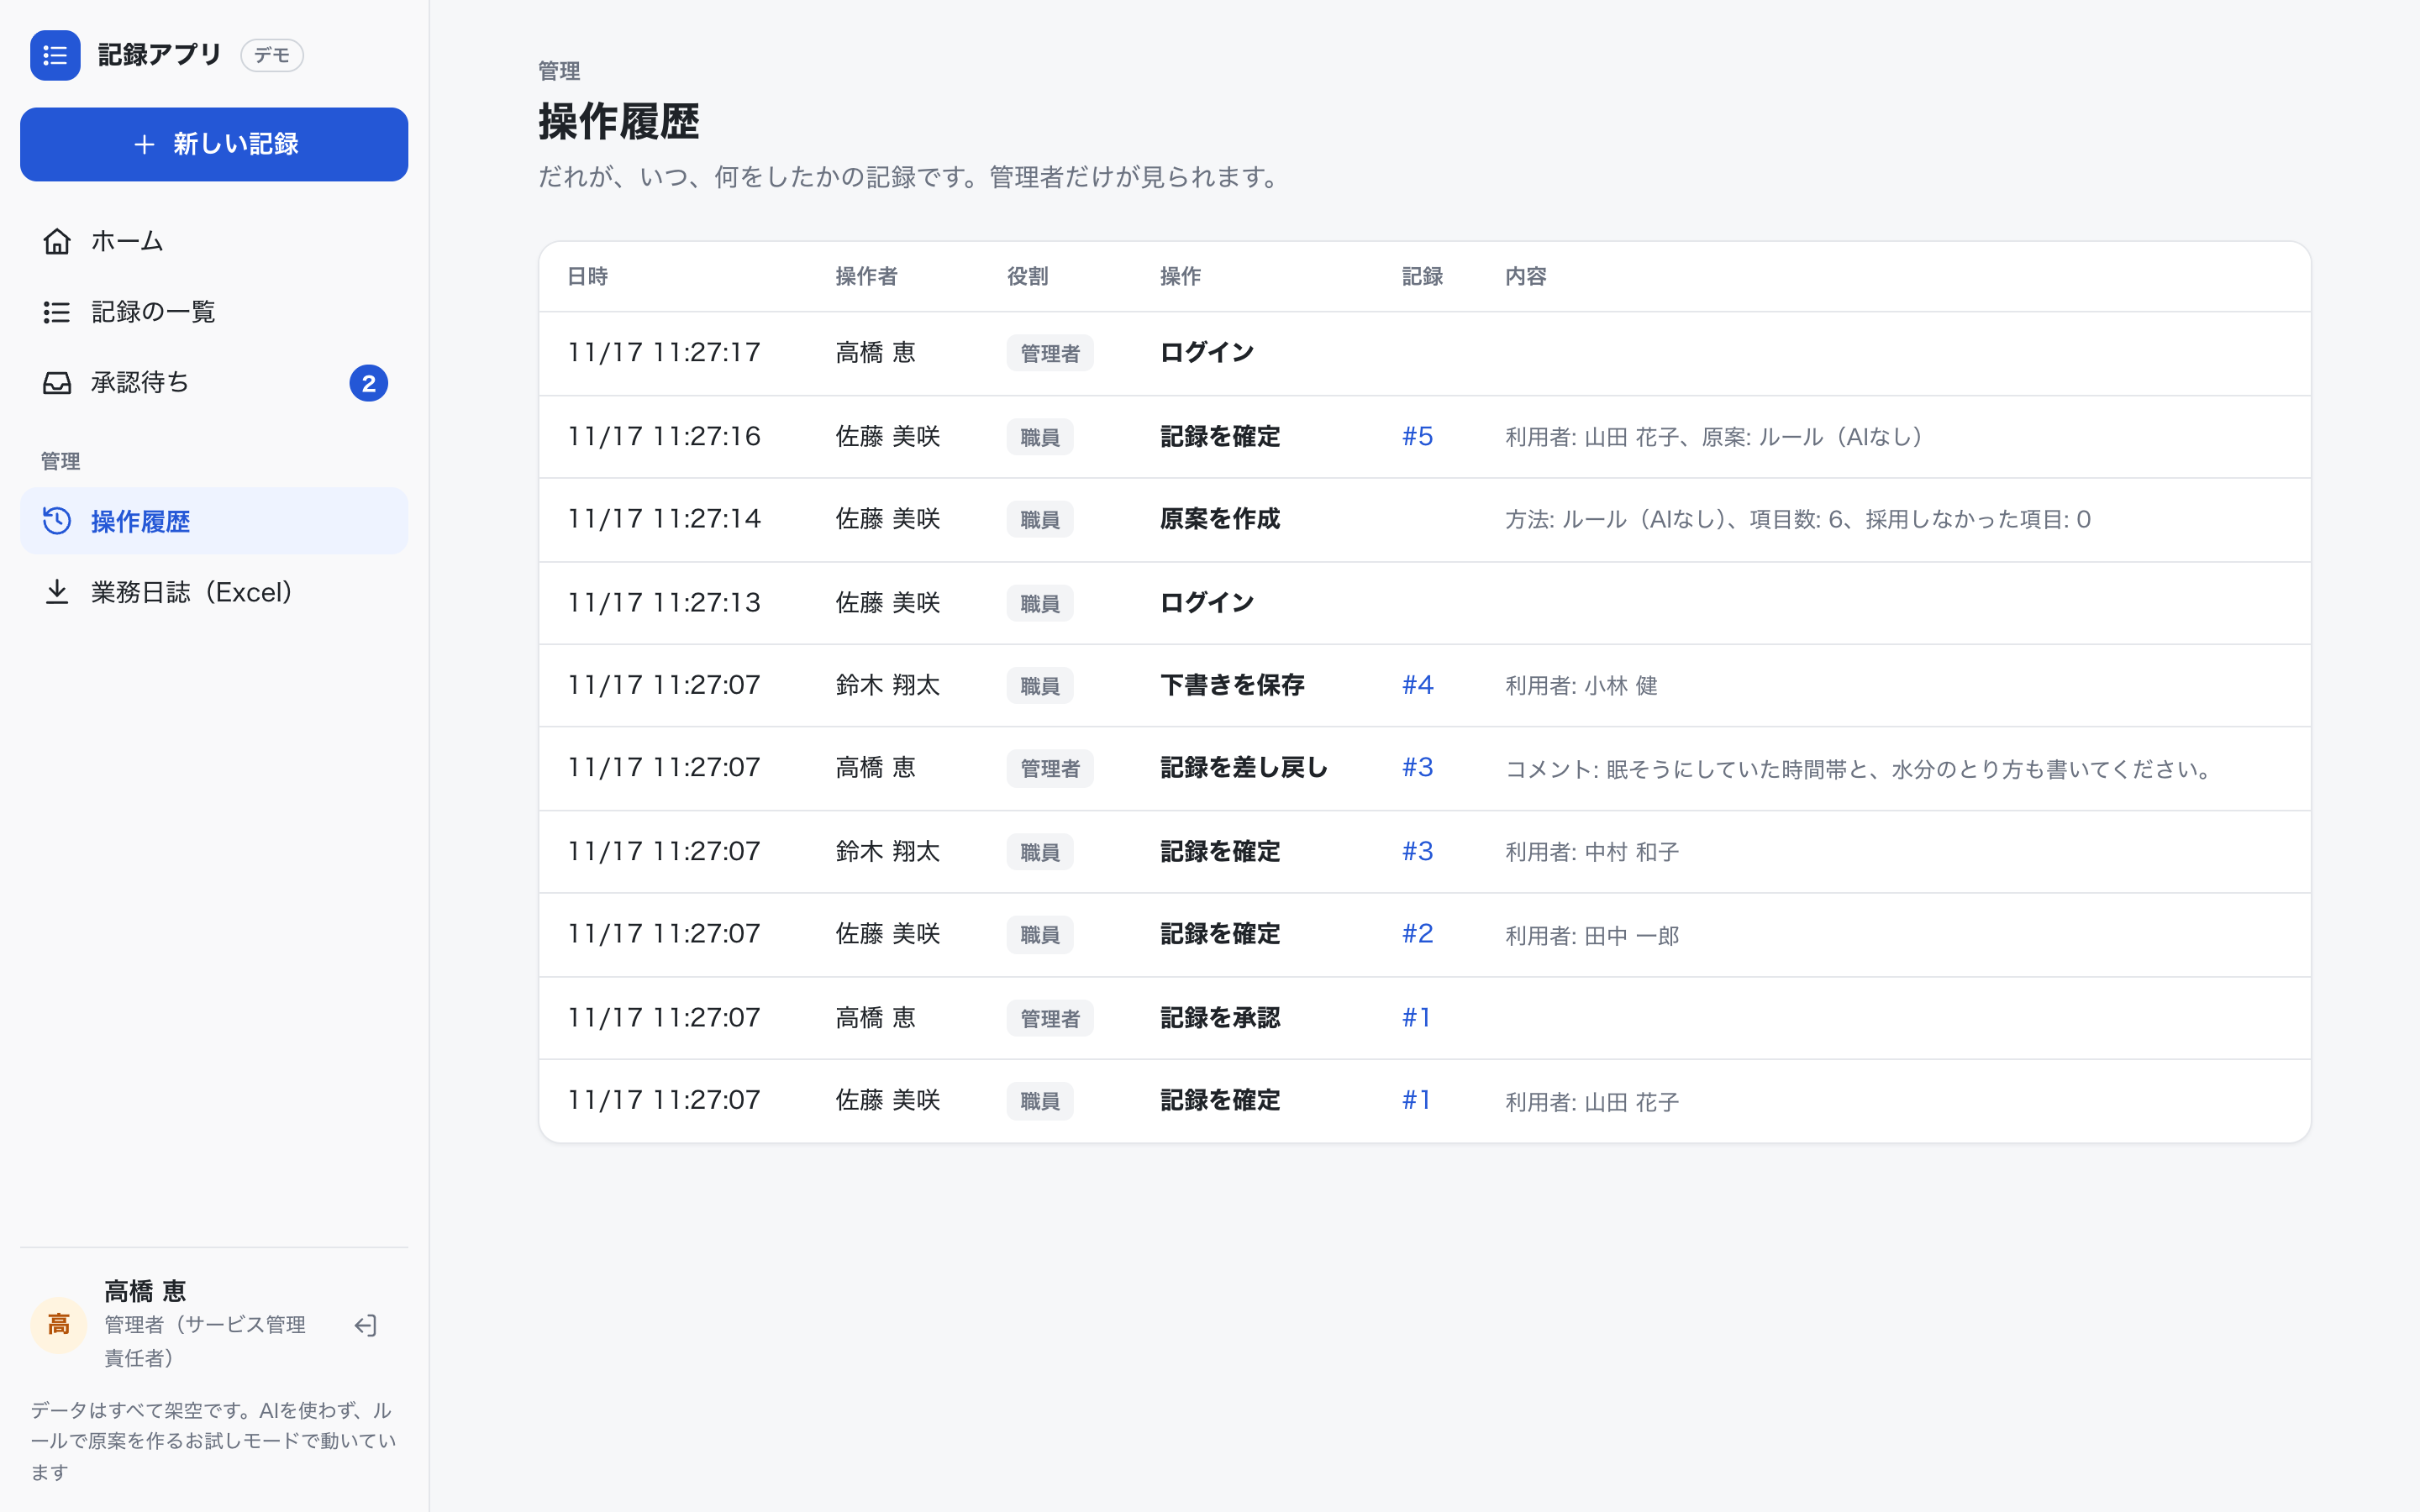 記録アプリ デモ
新しい記録
ホーム
記録の一覧
承認待ち 2
管理
操作履歴
業務日誌（Excel）
高 高橋 恵
管理者（サービス管理
責任者）
データはすべて架空です。AIを使わず、ル
ールで原案を作るお試しモードで動いてい
ます
管理
操作履歴
だれが、いつ、何をしたかの記録です。管理者だけが見られます。
日時 操作者 役割 操作 記録 内容
11/17 11:27:17 高橋 恵 管理者 ログイン
11/17 11:27:16 佐藤 美咲 職員 記録を確定 #5 利用者: 山田 花子、原案: ルール（AIなし）
11/17 11:27:14 佐藤 美咲 職員 原案を作成 方法: ルール（AIなし）、項目数: 6、採用しなかった項目: 0
11/17 11:27:13 佐藤 美咲 職員 ログイン
11/17 11:27:07 鈴木 翔太 職員 下書きを保存 #4 利用者: 小林 健
11/17 11:27:07 高橋 恵 管理者 記録を差し戻し #3 コメント: 眠そうにしていた時間帯と、水分のとり方も書いてください。
11/17 11:27:07 鈴木 翔太 職員 記録を確定 #3 利用者: 中村 和子
11/17 11:27:07 佐藤 美咲 職員 記録を確定 #2 利用者: 田中 一郎
11/17 11:27:07 高橋 恵 管理者 記録を承認 #1
11/17 11:27:07 佐藤 美咲 職員 記録を確定 #1 利用者: 山田 花子